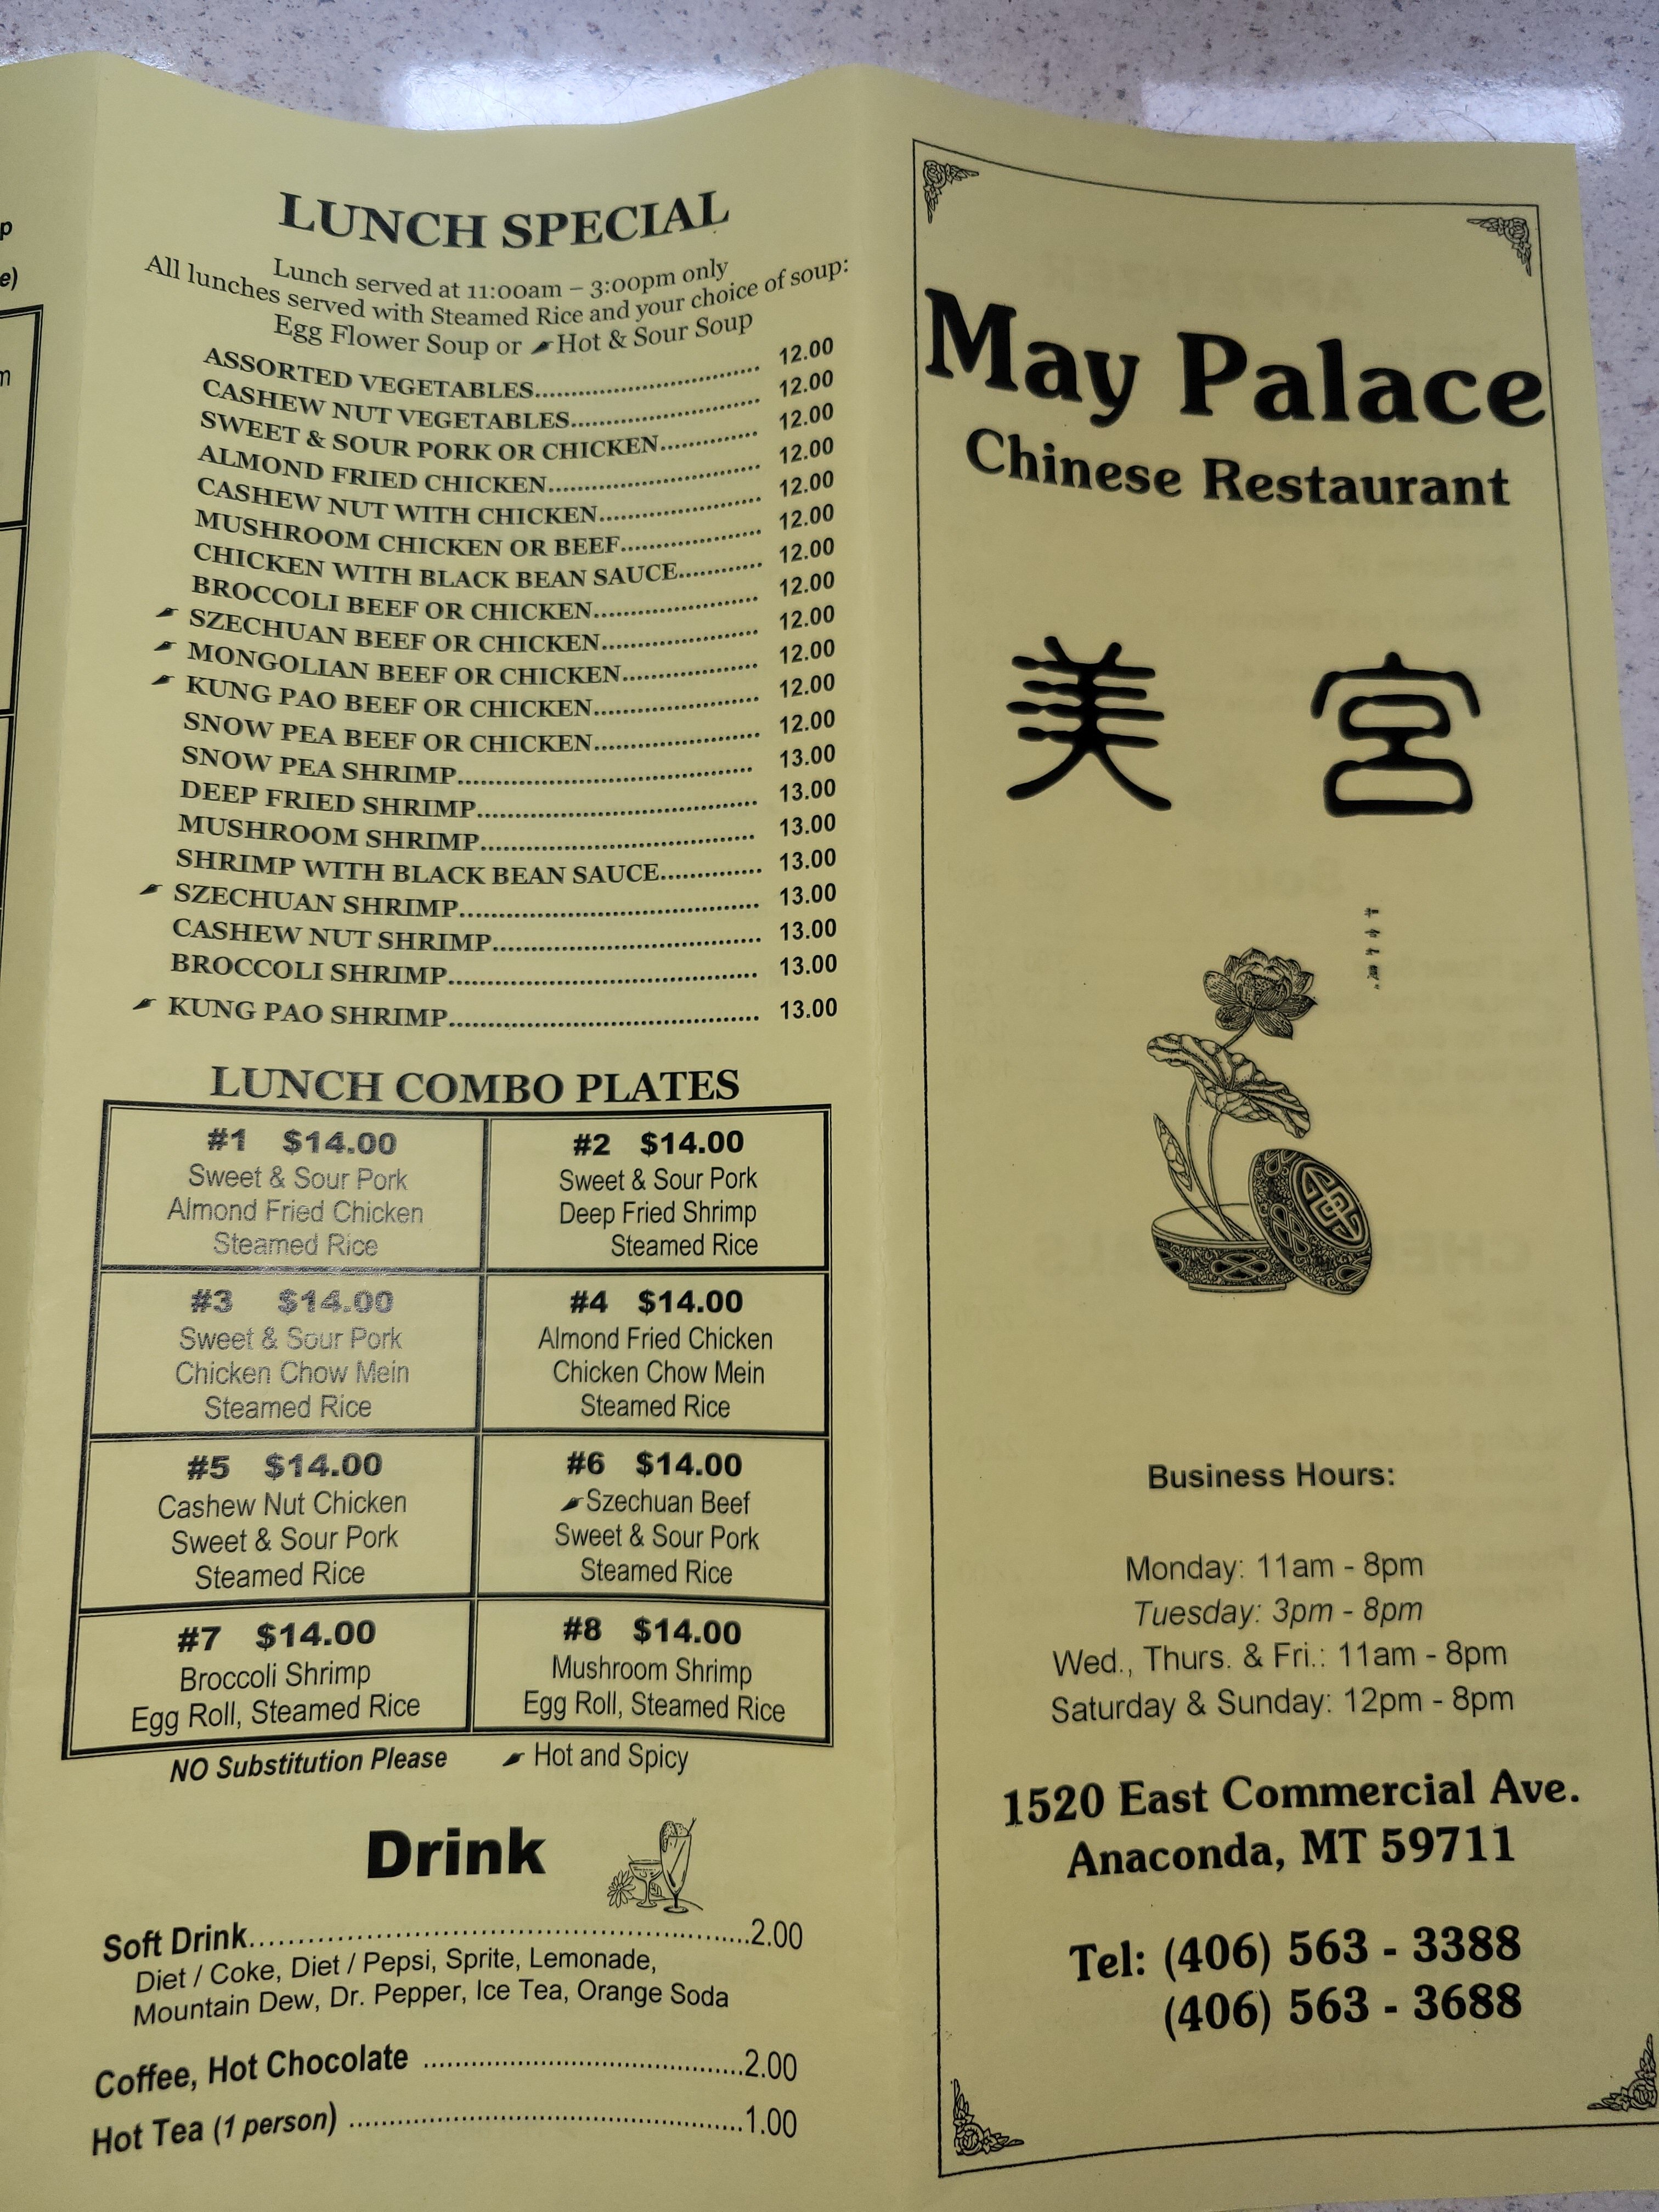 p
e)
m
LUNCH SPECIAL
Lunch served at 11:00am – 3:00pm only
All lunches served with Steamed Rice and your choice of soup:
Egg Flower Soup or Hot & Sour Soup
ASSORTED VEGETABLES............................ 12.00
CASHEW NUT VEGETABLES........................ 12.00
SWEET & SOUR PORK OR CHICKEN............ 12.00
ALMOND FRIED CHICKEN.......................... 12.00
CASHEW NUT WITH CHICKEN.................... 12.00
MUSHROOM CHICKEN OR BEEF................. 12.00
CHICKEN WITH BLACK BEAN SAUCE.......... 12.00
BROCCOLI BEEF OR CHICKEN.................... 12.00
SZECHUAN BEEF OR CHICKEN................... 12.00
MONGOLIAN BEEF OR CHICKEN................ 12.00
KUNG PAO BEEF OR CHICKEN.................... 12.00
SNOW PEA BEEF OR CHICKEN.................... 12.00
SNOW PEA SHRIMP.................................... 13.00
DEEP FRIED SHRIMP.................................. 13.00
MUSHROOM SHRIMP.................................. 13.00
SHRIMP WITH BLACK BEAN SAUCE............ 13.00
SZECHUAN SHRIMP.................................... 13.00
CASHEW NUT SHRIMP................................ 13.00
BROCCOLI SHRIMP..................................... 13.00
KUNG PAO SHRIMP..................................... 13.00
LUNCH COMBO PLATES
#1 $14.00
Sweet & Sour Pork
Almond Fried Chicken
Steamed Rice
#2 $14.00
Sweet & Sour Pork
Deep Fried Shrimp
Steamed Rice
#3 $14.00
Sweet & Sour Pork
Chicken Chow Mein
Steamed Rice
#4 $14.00
Almond Fried Chicken
Chicken Chow Mein
Steamed Rice
#5 $14.00
Cashew Nut Chicken
Sweet & Sour Pork
Steamed Rice
#6 $14.00
Szechuan Beef
Sweet & Sour Pork
Steamed Rice
#7 $14.00
Broccoli Shrimp
Egg Roll, Steamed Rice
#8 $14.00
Mushroom Shrimp
Egg Roll, Steamed Rice
NO Substitution Please Hot and Spicy
Drink
Soft Drink..................................................2.00
Diet / Coke, Diet / Pepsi, Sprite, Lemonade,
Mountain Dew, Dr. Pepper, Ice Tea, Orange Soda
Coffee, Hot Chocolate ................................2.00
Hot Tea (1 person) .......................................1.00
May Palace
Chinese Restaurant
美 宮
Business Hours:
Monday: 11am - 8pm
Tuesday: 3pm - 8pm
Wed., Thurs. & Fri.: 11am - 8pm
Saturday & Sunday: 12pm - 8pm
1520 East Commercial Ave.
Anaconda, MT 59711
Tel: (406) 563 - 3388
(406) 563 - 3688